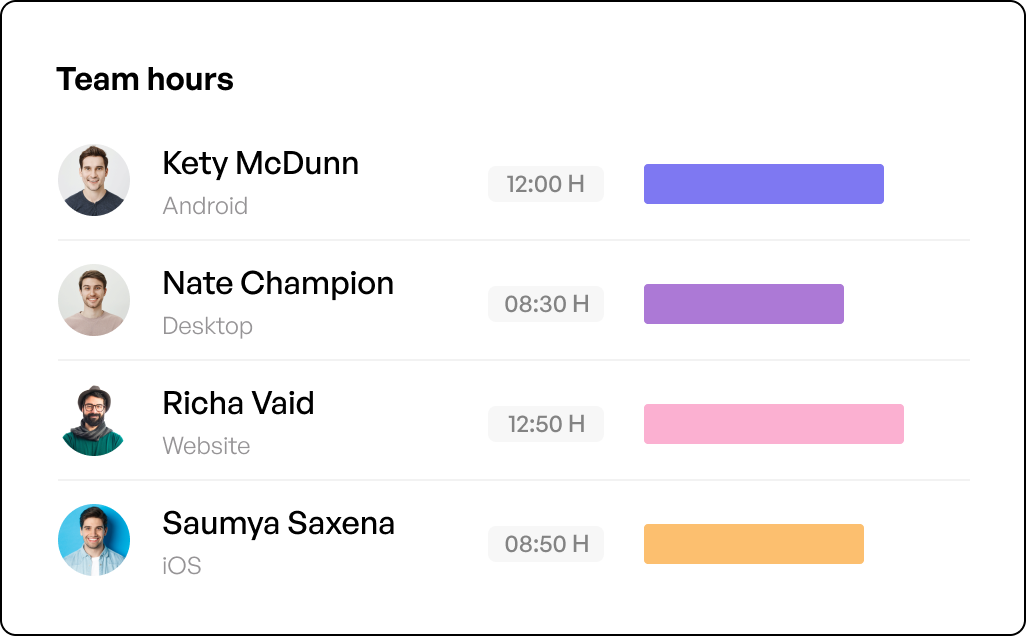 Team hours
Kety McDunn
12:00 H
Android
Nate Champion
08:30 H
Desktop
Richa Vaid
12:50 H
Website
Saumya Saxena
08:50 H
iOS